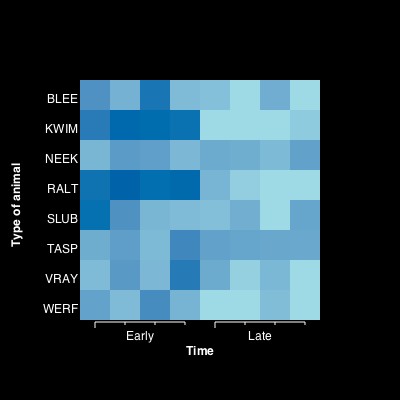 BLEE
KWIM
NEEK
RALT
SLUB
TASP
VRAY
WERF
Type of animal
Early Late
Time